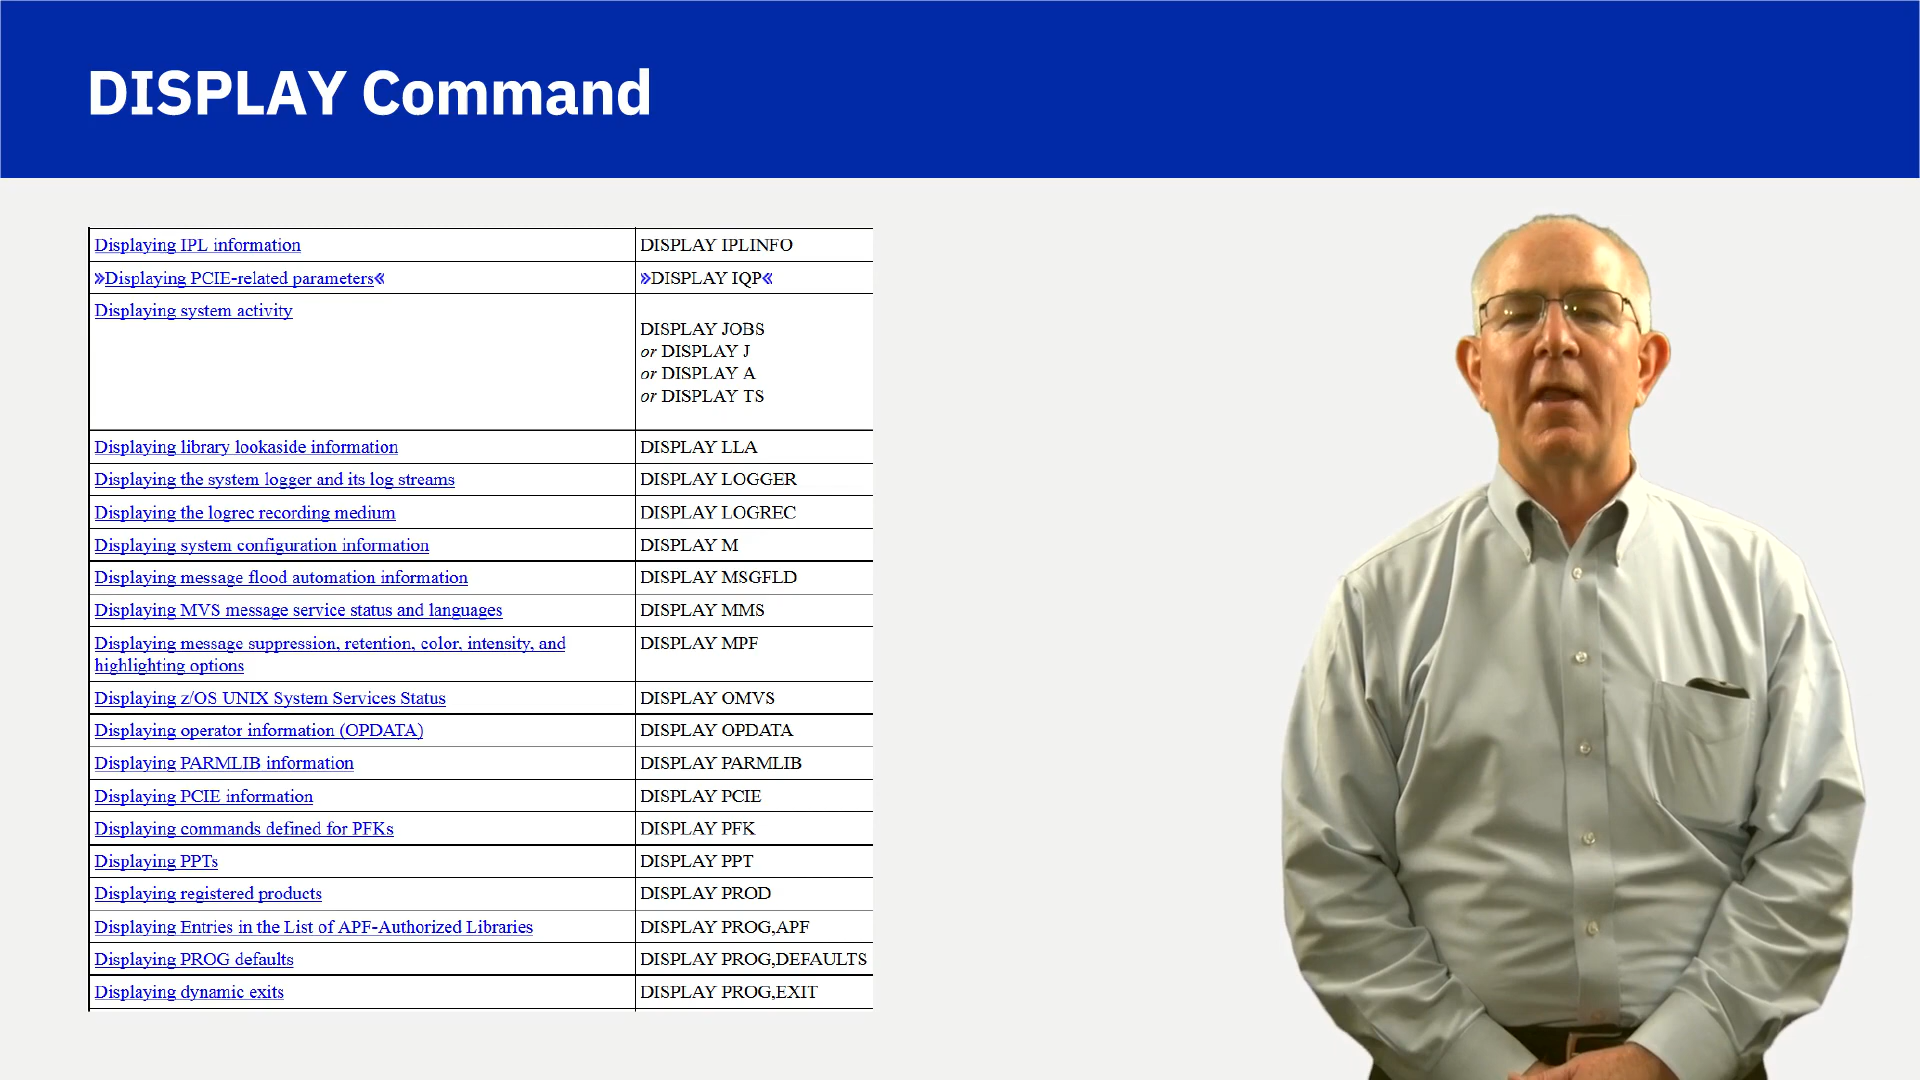 DISPLAY Command
Displaying IPL information DISPLAY IPLINFO
»Displaying PCIE-related parameters« »DISPLAY IQP«
Displaying system activity
DISPLAY JOBS
or DISPLAY J
or DISPLAY A
or DISPLAY TS
Displaying library lookaside information DISPLAY LLA
Displaying the system logger and its log streams DISPLAY LOGGER
Displaying the logrec recording medium DISPLAY LOGREC
Displaying system configuration information DISPLAY M
Displaying message flood automation information DISPLAY MSGFLD
Displaying MVS message service status and languages DISPLAY MMS
Displaying message suppression, retention, color, intensity, and DISPLAY MPF
highlighting options
Displaying z/OS UNIX System Services Status DISPLAY OMVS
Displaying operator information (OPDATA) DISPLAY OPDATA
Displaying PARMLIB information DISPLAY PARMLIB
Displaying PCIE information DISPLAY PCIE
Displaying commands defined for PFKs DISPLAY PFK
Displaying PPTs DISPLAY PPT
Displaying registered products DISPLAY PROD
Displaying Entries in the List of APF-Authorized Libraries DISPLAY PROG,APF
Displaying PROG defaults DISPLAY PROG,DEFAULTS
Displaying dynamic exits DISPLAY PROG,EXIT